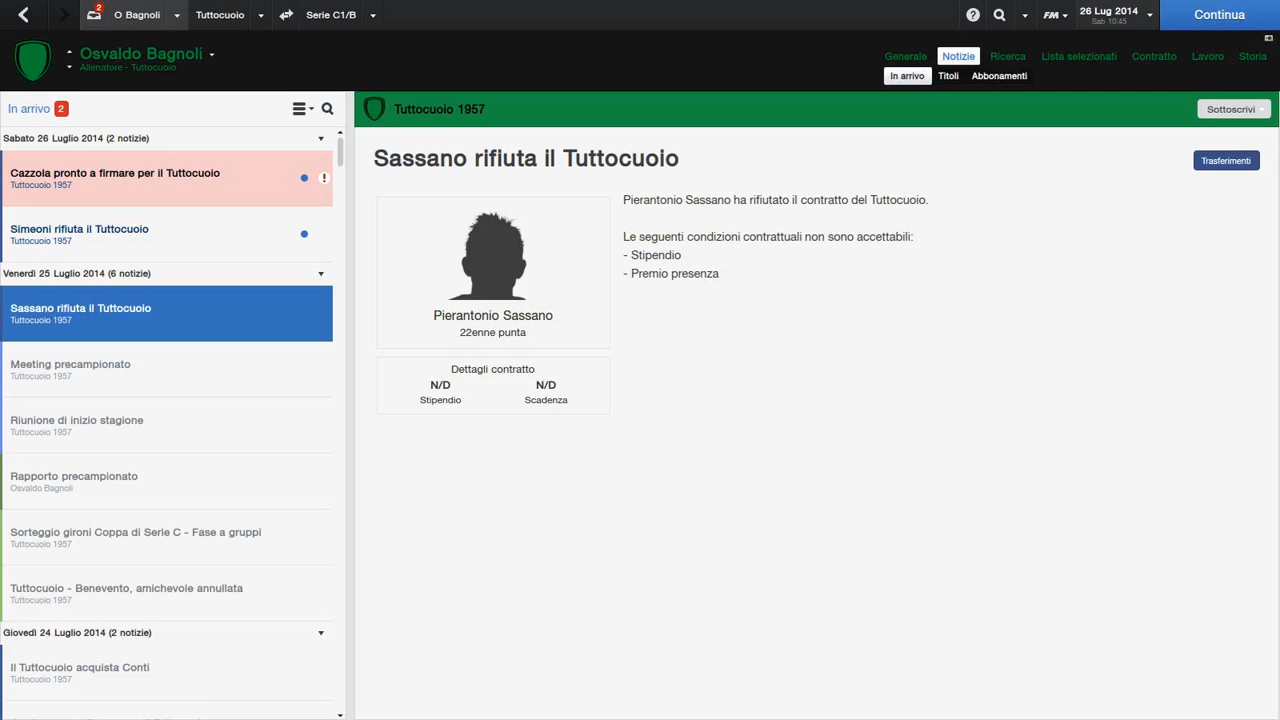 2
O Bagnoli
Tuttocuoio
Serie C1/B
?
FM
26 Lug 2014
Sab 10:45
Continua
Osvaldo Bagnoli
Allenatore - Tuttocuoio
Generale
Notizie
Ricerca
Lista selezionati
Contratto
Lavoro
Storia
In arrivo
Titoli
Abbonamenti
In arrivo 2
Tuttocuoio 1957
Sottoscrivi
Sabato 26 Luglio 2014 (2 notizie)
Cazzola pronto a firmare per il Tuttocuoio
Tuttocuoio 1957
!
Simeoni rifiuta il Tuttocuoio
Tuttocuoio 1957
Venerdì 25 Luglio 2014 (6 notizie)
Sassano rifiuta il Tuttocuoio
Tuttocuoio 1957
Meeting precampionato
Tuttocuoio 1957
Riunione di inizio stagione
Tuttocuoio 1957
Rapporto precampionato
Osvaldo Bagnoli
Sorteggio gironi Coppa di Serie C - Fase a gruppi
Tuttocuoio 1957
Tuttocuoio - Benevento, amichevole annullata
Tuttocuoio 1957
Giovedì 24 Luglio 2014 (2 notizie)
Il Tuttocuoio acquista Conti
Tuttocuoio 1957
Sassano rifiuta il Tuttocuoio
Trasferimenti
Pierantonio Sassano
22enne punta
Dettagli contratto
N/D
N/D
Stipendio
Scadenza
Pierantonio Sassano ha rifiutato il contratto del Tuttocuoio.
Le seguenti condizioni contrattuali non sono accettabili:
- Stipendio
- Premio presenza